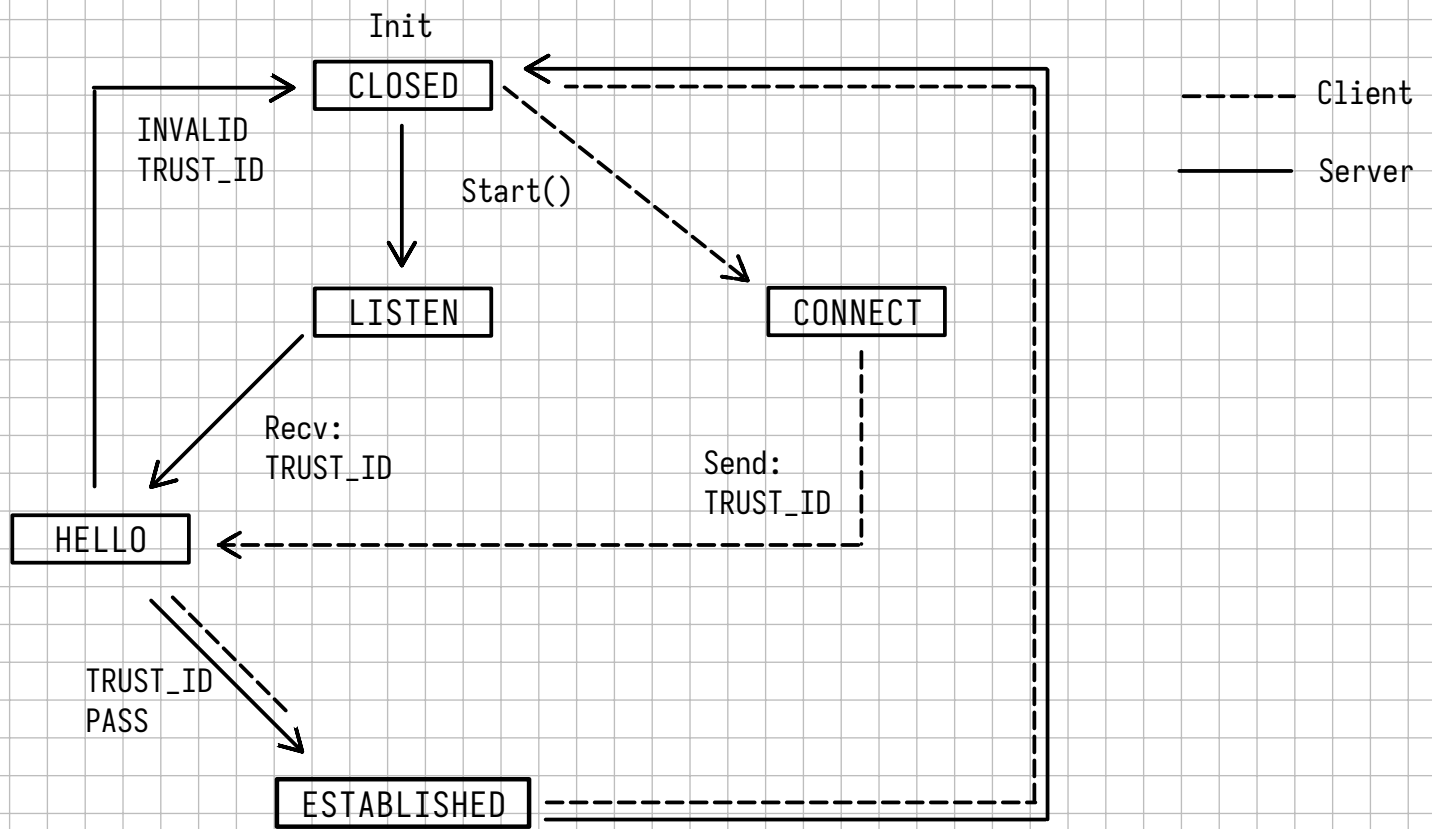 Init
CLOSED
Client
INVALID
TRUST_ID
Server
Start()
LISTEN
CONNECT
Recv:
TRUST_ID
Send:
TRUST_ID
HELLO
TRUST_ID
PASS
ESTABLISHED